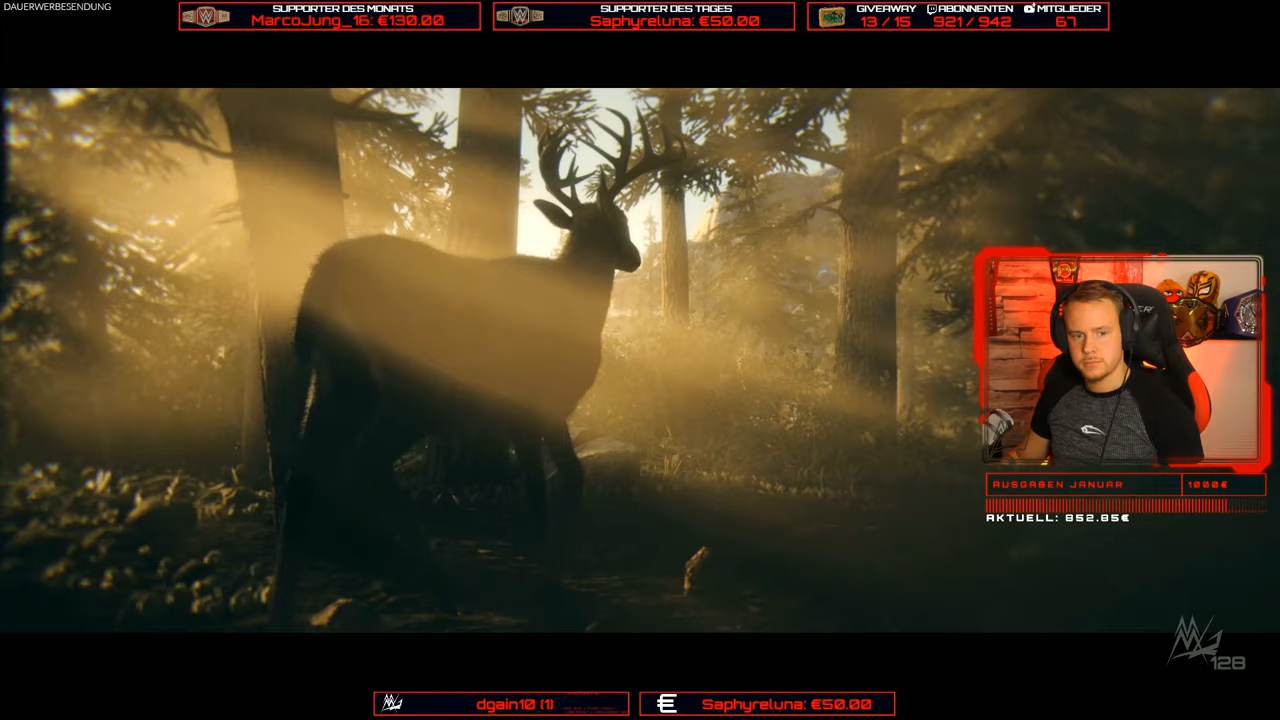 DAUERWERBESENDUNG
SUPPORTER DES MONATS
MarcoJung_16: €130.00
SUPPORTER DES TAGES
Saphyreluna: €50.00
GIVEAWAY
13 / 15
ABONNENTEN
921 / 942
MITGLIEDER
67
AUSGABEN JANUAR
1000€
AKTUELL: 852.85€
128
dgain10 (1)
€
Saphyreluna: €50.00